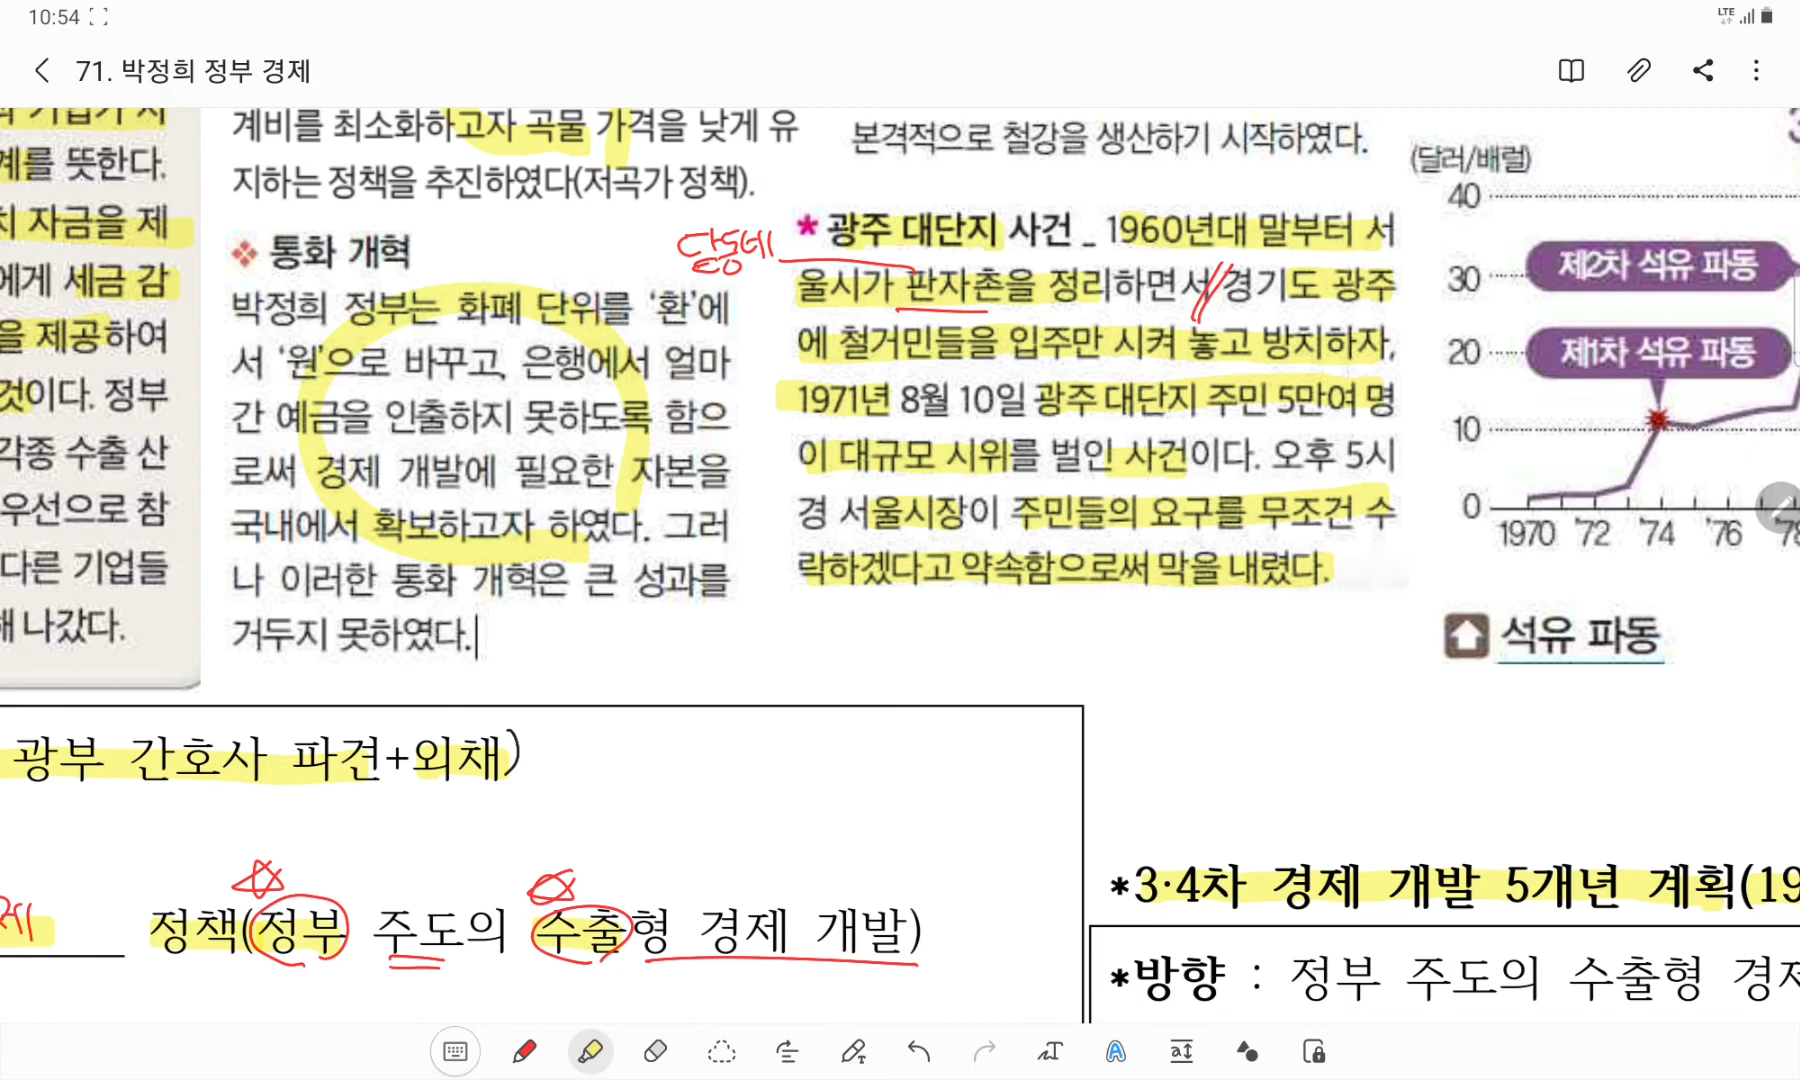 10:54
LTE
71. 박정희 정부 경제
계를 뜻한다.
치 자금을 제
에게 세금 감
을 제공하여
것이다. 정부
각종 수출 산
우선으로 참
다른 기업들
해 나갔다.
계비를 최소화하고자 곡물 가격을 낮게 유
지하는 정책을 추진하였다(저곡가 정책).
통화 개혁
박정희 정부는 화폐 단위를 ‘환’에
서 ‘원’으로 바꾸고, 은행에서 얼마
간 예금을 인출하지 못하도록 함으
로써 경제 개발에 필요한 자본을
국내에서 확보하고자 하였다. 그러
나 이러한 통화 개혁은 큰 성과를
거두지 못하였다.
본격적으로 철강을 생산하기 시작하였다.
달동네
* 광주 대단지 사건 _ 1960년대 말부터 서
울시가 판자촌을 정리하면서 경기도 광주
에 철거민들을 입주만 시켜 놓고 방치하자,
1971년 8월 10일 광주 대단지 주민 5만여 명
이 대규모 시위를 벌인 사건이다. 오후 5시
경 서울시장이 주민들의 요구를 무조건 수
락하겠다고 약속함으로써 막을 내렸다.
(달러/배럴)
40
30
20
10
0
제2차 석유 파동
제1차 석유 파동
1970 '72 '74 '76 '78
석유 파동
광부 간호사 파견+외채)
제
정책(정부 주도의 수출형 경제 개발)
*3·4차 경제 개발 5개년 계획(19
*방향 : 정부 주도의 수출형 경제